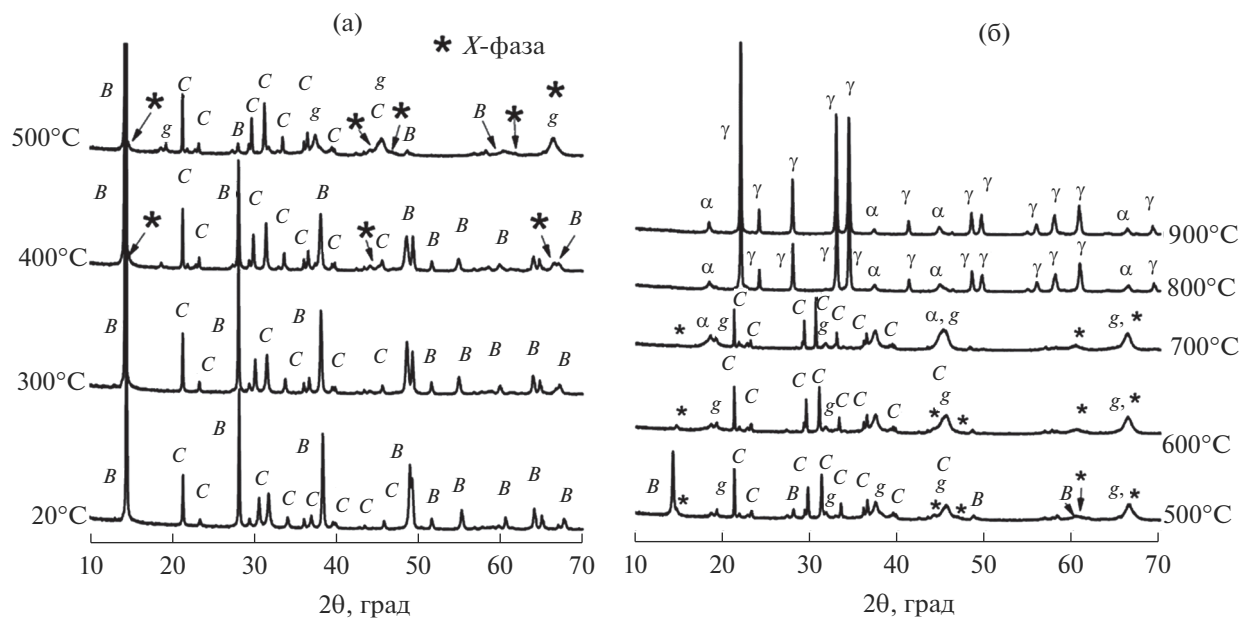 (а)
* X-фаза
500°C B * g C C B C C C C g C * g C * B B * * g
400°C B * C C B C C C B C * C B B B B * B
300°C B C C B C B C C C B B B B B B
20°C B C C B C C C B C C C B B B B B B
10 20 30 40 50 60 70
2θ, град
(б)
α γ γ γ γ γ α γ α γ γ γ γ γ α γ 900°C
α γ γ γ γ α γ α γ γ γ γ γ α γ 800°C
* α g C C C C g C C C α, g * g, * 700°C
* g C C C C g C C C * C g * * g, * 600°C
B * g C C C B C g C C g C * C g * B B * g, * 500°C
10 20 30 40 50 60 70
2θ, град